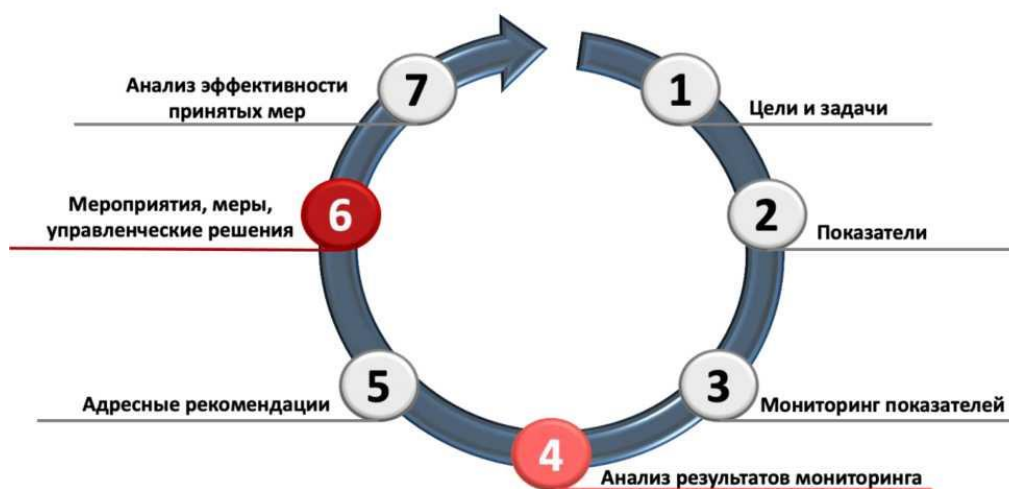 1
Цели и задачи
2
Показатели
3
Мониторинг показателей
4
Анализ результатов мониторинга
5
Адресные рекомендации
6
Мероприятия, меры,
управленческие решения
7
Анализ эффективности
принятых мер